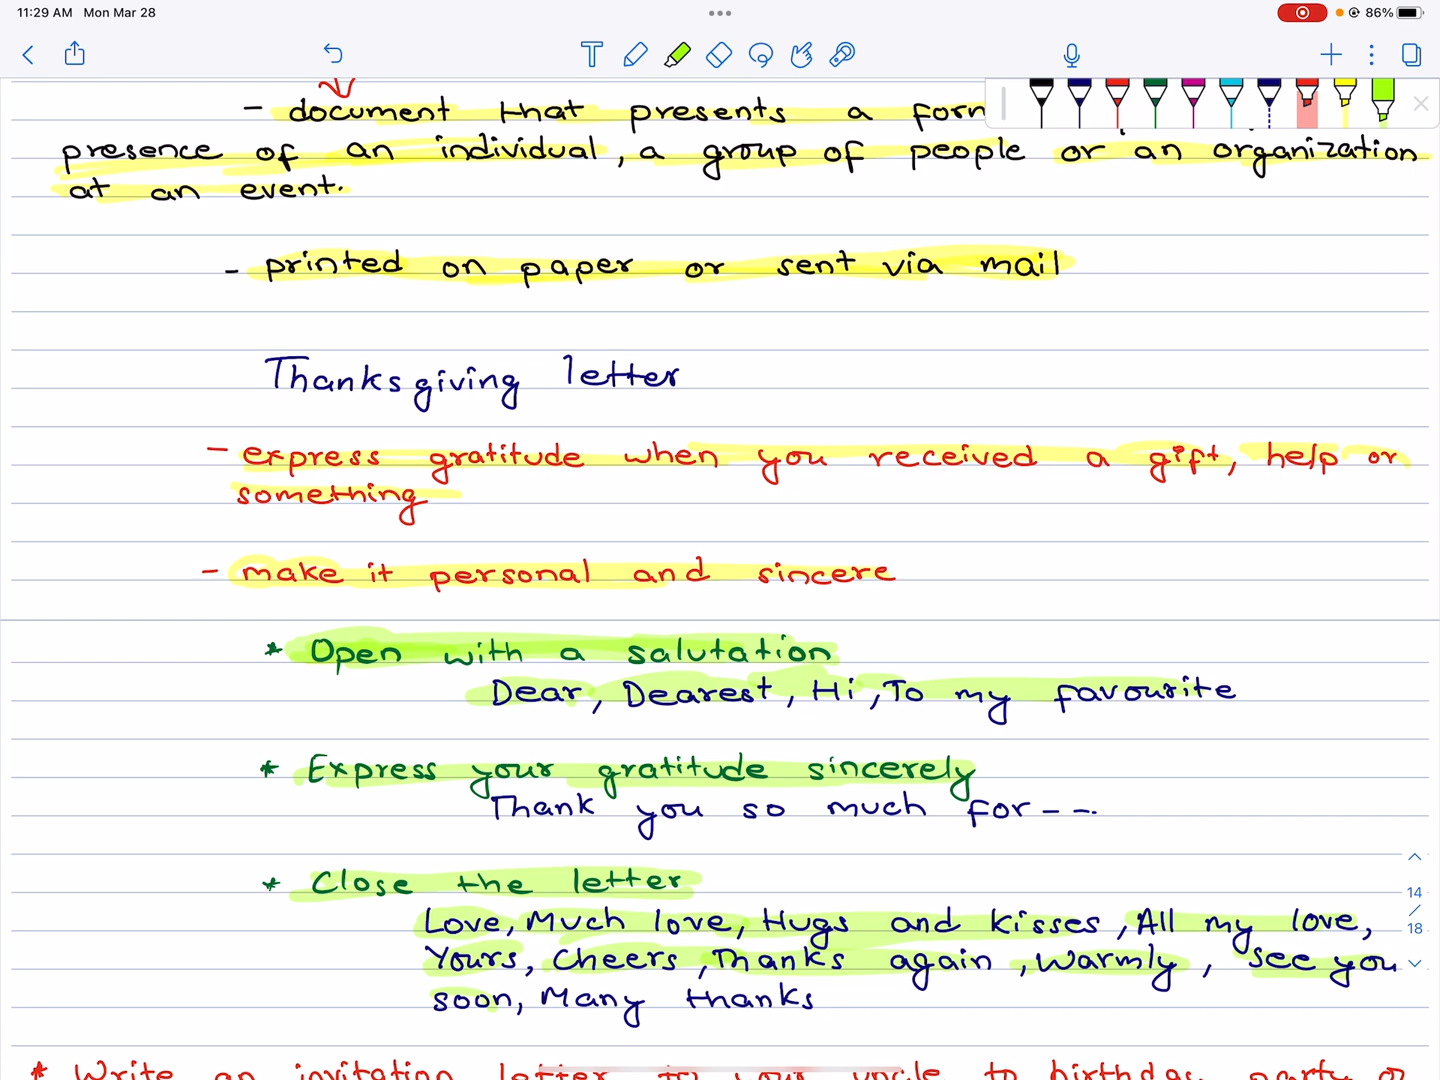 11:29 AM Mon Mar 28
86%
- document that presents a
presence of an individual, a group of people or an organization
at an event.
- printed on paper or sent via mail
Thanksgiving letter
- express gratitude when you received a gift, help or
something
- make it personal and sincere
* Open with a salutation
Dear, Dearest, Hi, To my favourite
* Express your gratitude sincerely
Thank you so much for - -.
* Close the letter
Love, Much love, Hugs and kisses, All my love,
Yours, Cheers, Thanks again, Warmly, See you
soon, Many thanks
14
/
18
* Write an invitation letter to your uncle to birthday party